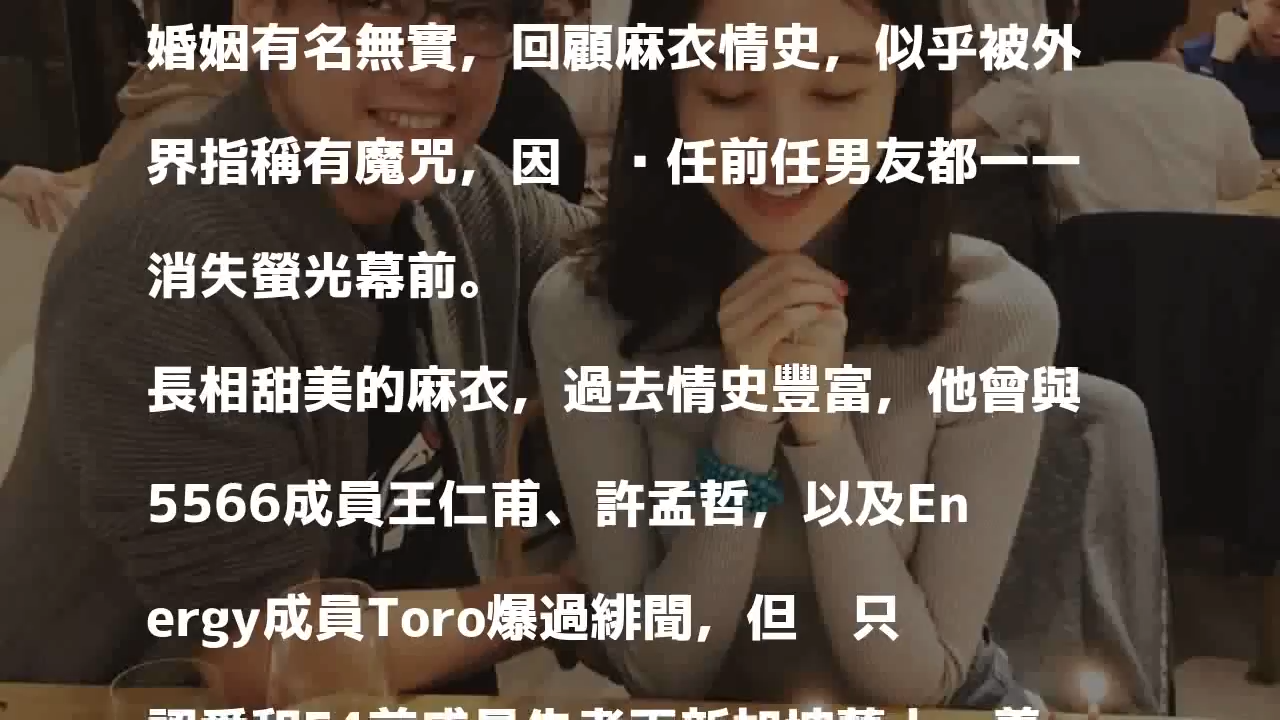 婚姻有名無實，回顧麻衣情史，似乎被外
界指稱有魔咒，因　·任前任男友都一一
消失螢光幕前。
長相甜美的麻衣，過去情史豐富，他曾與
5566成員王仁甫、許孟哲，以及En
ergy成員Toro爆過緋聞，但　只